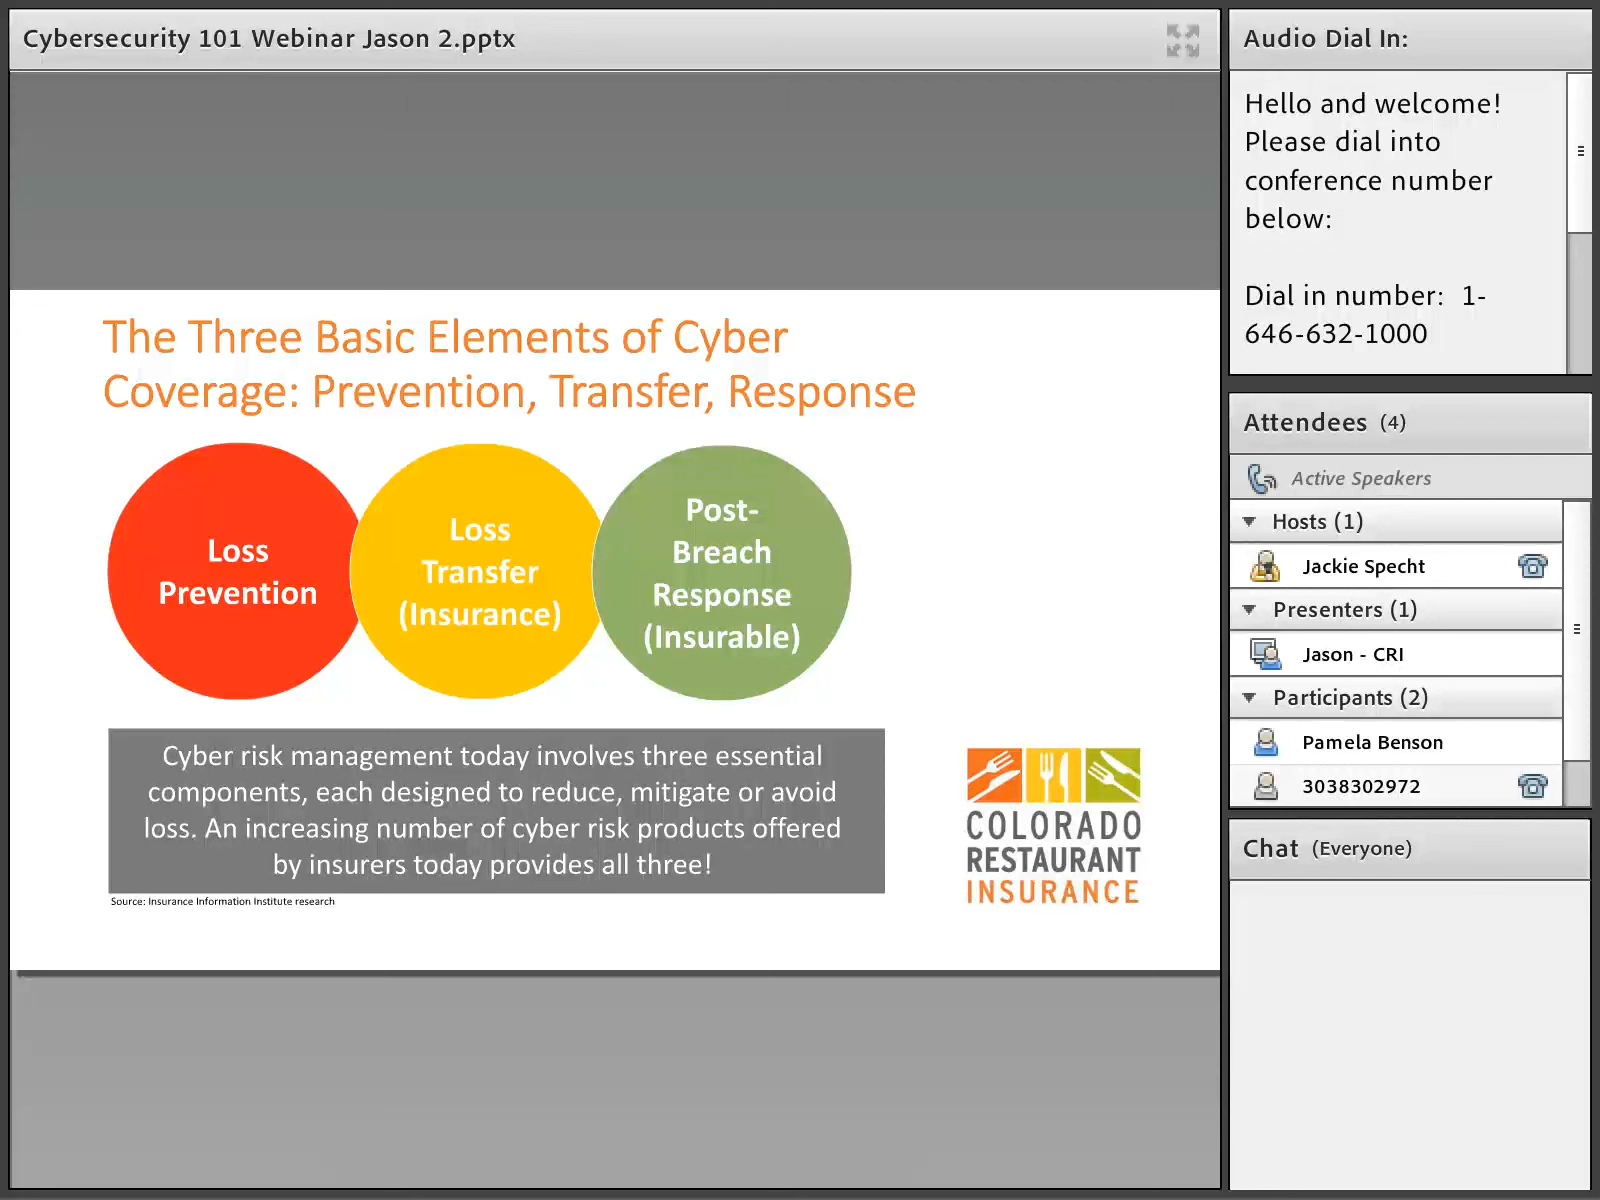 Cybersecurity 101 Webinar Jason 2.pptx
The Three Basic Elements of Cyber
Coverage: Prevention, Transfer, Response
Loss
Prevention
Loss
Transfer
(Insurance)
Post-
Breach
Response
(Insurable)
Cyber risk management today involves three essential
components, each designed to reduce, mitigate or avoid
loss. An increasing number of cyber risk products offered
by insurers today provides all three!
Source: Insurance Information Institute research
COLORADO
RESTAURANT
INSURANCE
Audio Dial In:
Hello and welcome!
Please dial into
conference number
below:
Dial in number:  1-
646-632-1000
Attendees (4)
Active Speakers
Hosts (1)
Jackie Specht
Presenters (1)
Jason - CRI
Participants (2)
Pamela Benson
3038302972
Chat (Everyone)